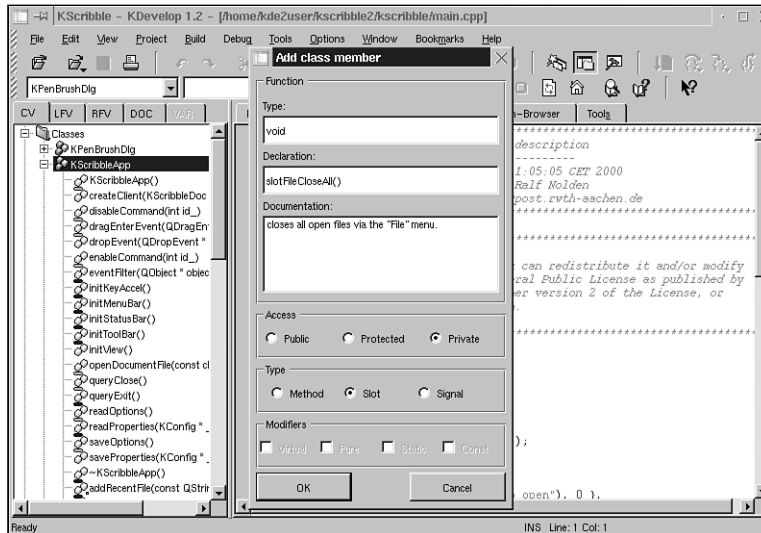 KScribble - KDevelop 1.2 - [/home/kde2user/kscribble2/kscribble/main.cpp]
File Edit View Project Build Debug Tools Options Window Bookmarks Help
KPenBrushDlg
CV LFV RFV DOC VAR
-Browser Tools
Classes
KPenBrushDlg
KScribbleApp
KScribbleApp()
createClient(KScribbleDoc
disableCommand(int id_)
dragEnterEvent(QDragEn
dropEvent(QDropEvent *
enableCommand(int id_)
eventFilter(QObject * objec
initKeyAccel()
initMenuBar()
initStatusBar()
initToolBar()
initView()
openDocumentFile(const cl
queryClose()
queryExit()
readOptions()
readProperties(KConfig * _
saveOptions()
saveProperties(KConfig * _
~KScribbleApp()
addRecentFile(const QStrin
Add class member
Function
Type:
void
Declaration:
slotFileCloseAll()
Documentation:
closes all open files via the "File" menu.
Access
Public Protected Private
Type
Method Slot Signal
Modifiers
Virtual Pure Static Const
OK Cancel
description
----------
1:05:05 CET 2000
Ralf Nolden
post.rwth-aachen.de
can redistribute it and/or modify
ral Public License as published by
er version 2 of the License, or
);
open"), 0 },
Ready
INS Line: 1 Col: 1